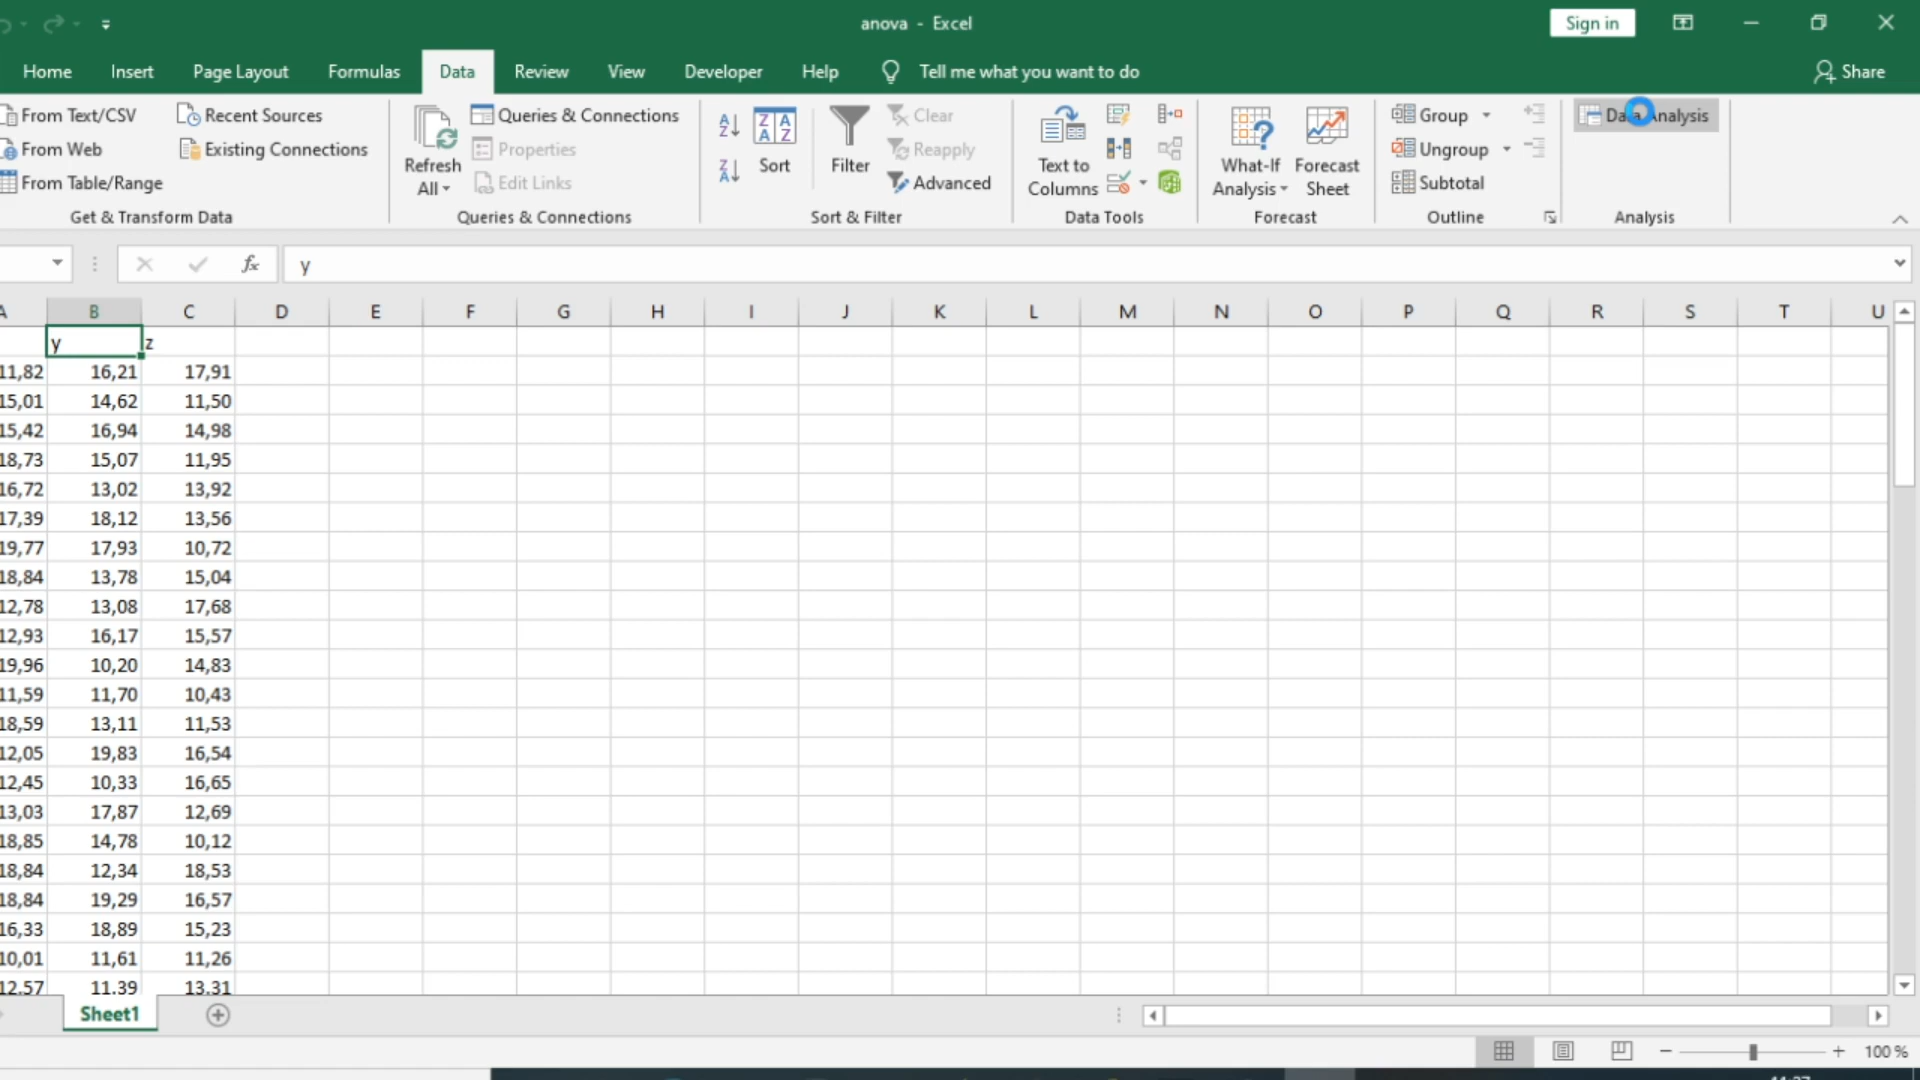 anova - Excel
Sign in
Home Insert Page Layout Formulas Data Review View Developer Help Tell me what you want to do Share
From Text/CSV Recent Sources Queries & Connections Clear Group Data Analysis
From Web Existing Connections Properties Reapply Ungroup
From Table/Range Refresh All Edit Links Sort Filter Advanced Text to Columns What-If Analysis Forecast Sheet Subtotal
Get & Transform Data Queries & Connections Sort & Filter Data Tools Forecast Outline Analysis
fx y
A B C D E F G H I J K L M N O P Q R S T U
y z
11,82 16,21 17,91
15,01 14,62 11,50
15,42 16,94 14,98
18,73 15,07 11,95
16,72 13,02 13,92
17,39 18,12 13,56
19,77 17,93 10,72
18,84 13,78 15,04
12,78 13,08 17,68
12,93 16,17 15,57
19,96 10,20 14,83
11,59 11,70 10,43
18,59 13,11 11,53
12,05 19,83 16,54
12,45 10,33 16,65
13,03 17,87 12,69
18,85 14,78 10,12
18,84 12,34 18,53
18,84 19,29 16,57
16,33 18,89 15,23
10,01 11,61 11,26
12,57 11,39 13,31
Sheet1
100 %